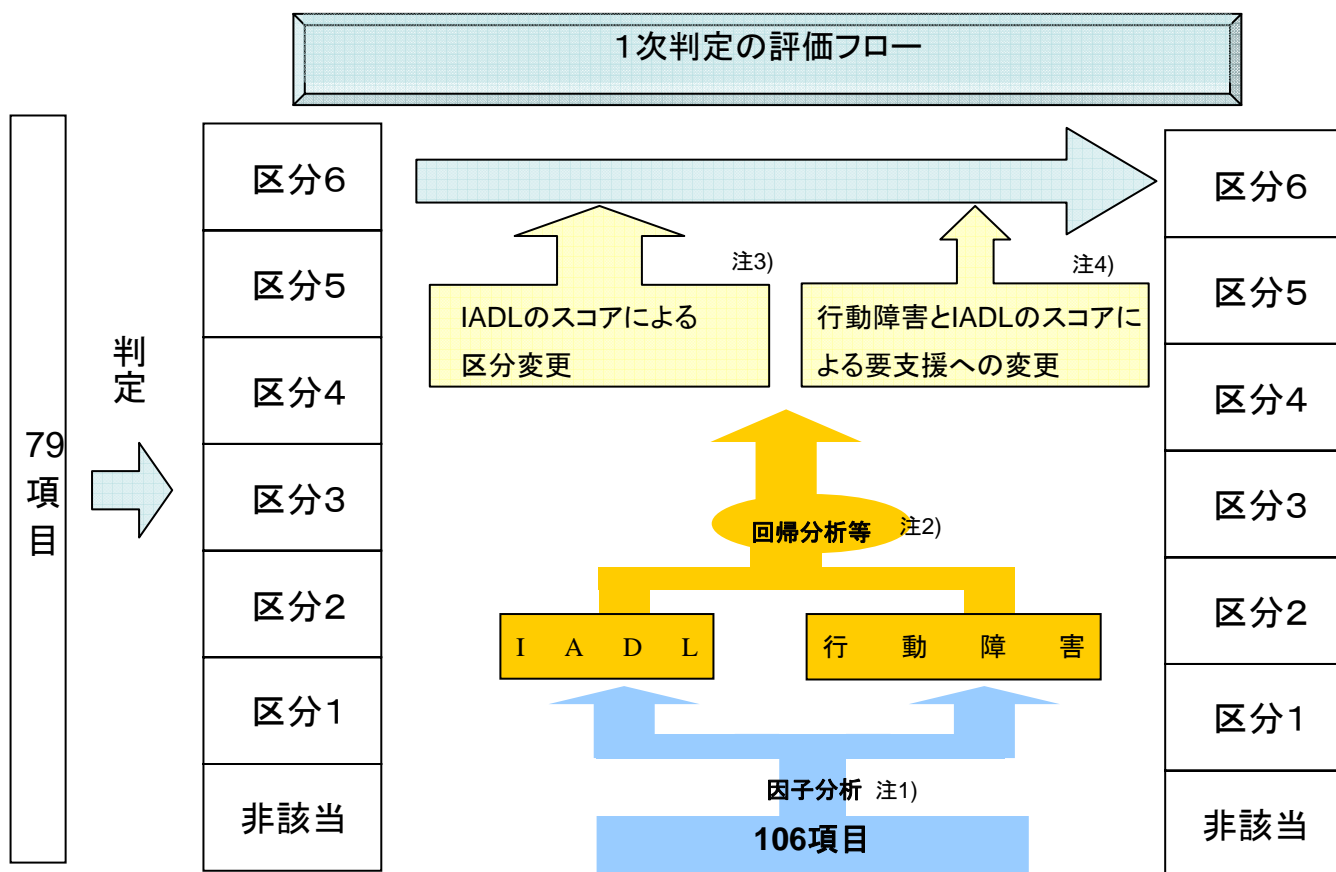 1次判定の評価フロー
79
項
目
判
定
区分6
区分5
区分4
区分3
区分2
区分1
非該当
注3)
IADLのスコアによる
区分変更
注4)
行動障害とIADLのスコアに
よる要支援への変更
回帰分析等 注2)
I A D L
行 動 障 害
因子分析 注1)
106項目
区分6
区分5
区分4
区分3
区分2
区分1
非該当